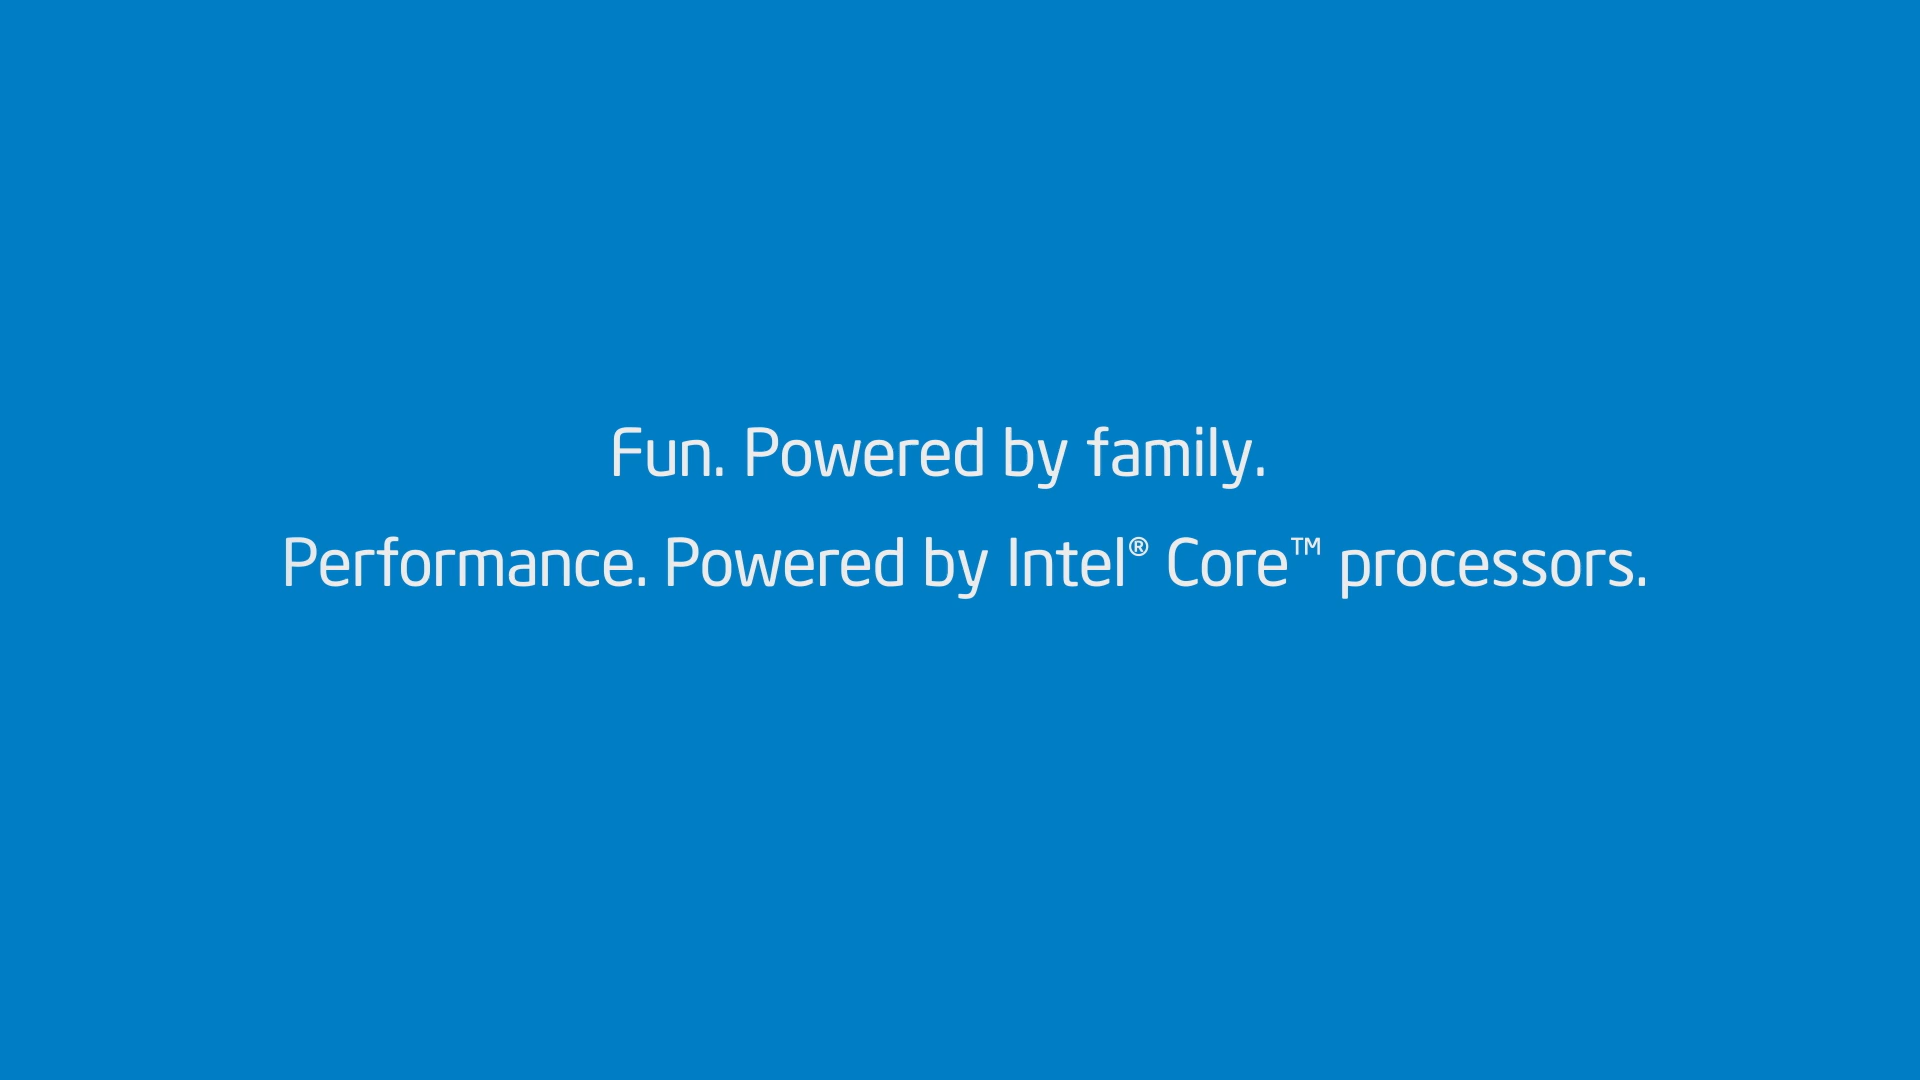 Fun. Powered by family.
Performance. Powered by Intel® Core™ processors.